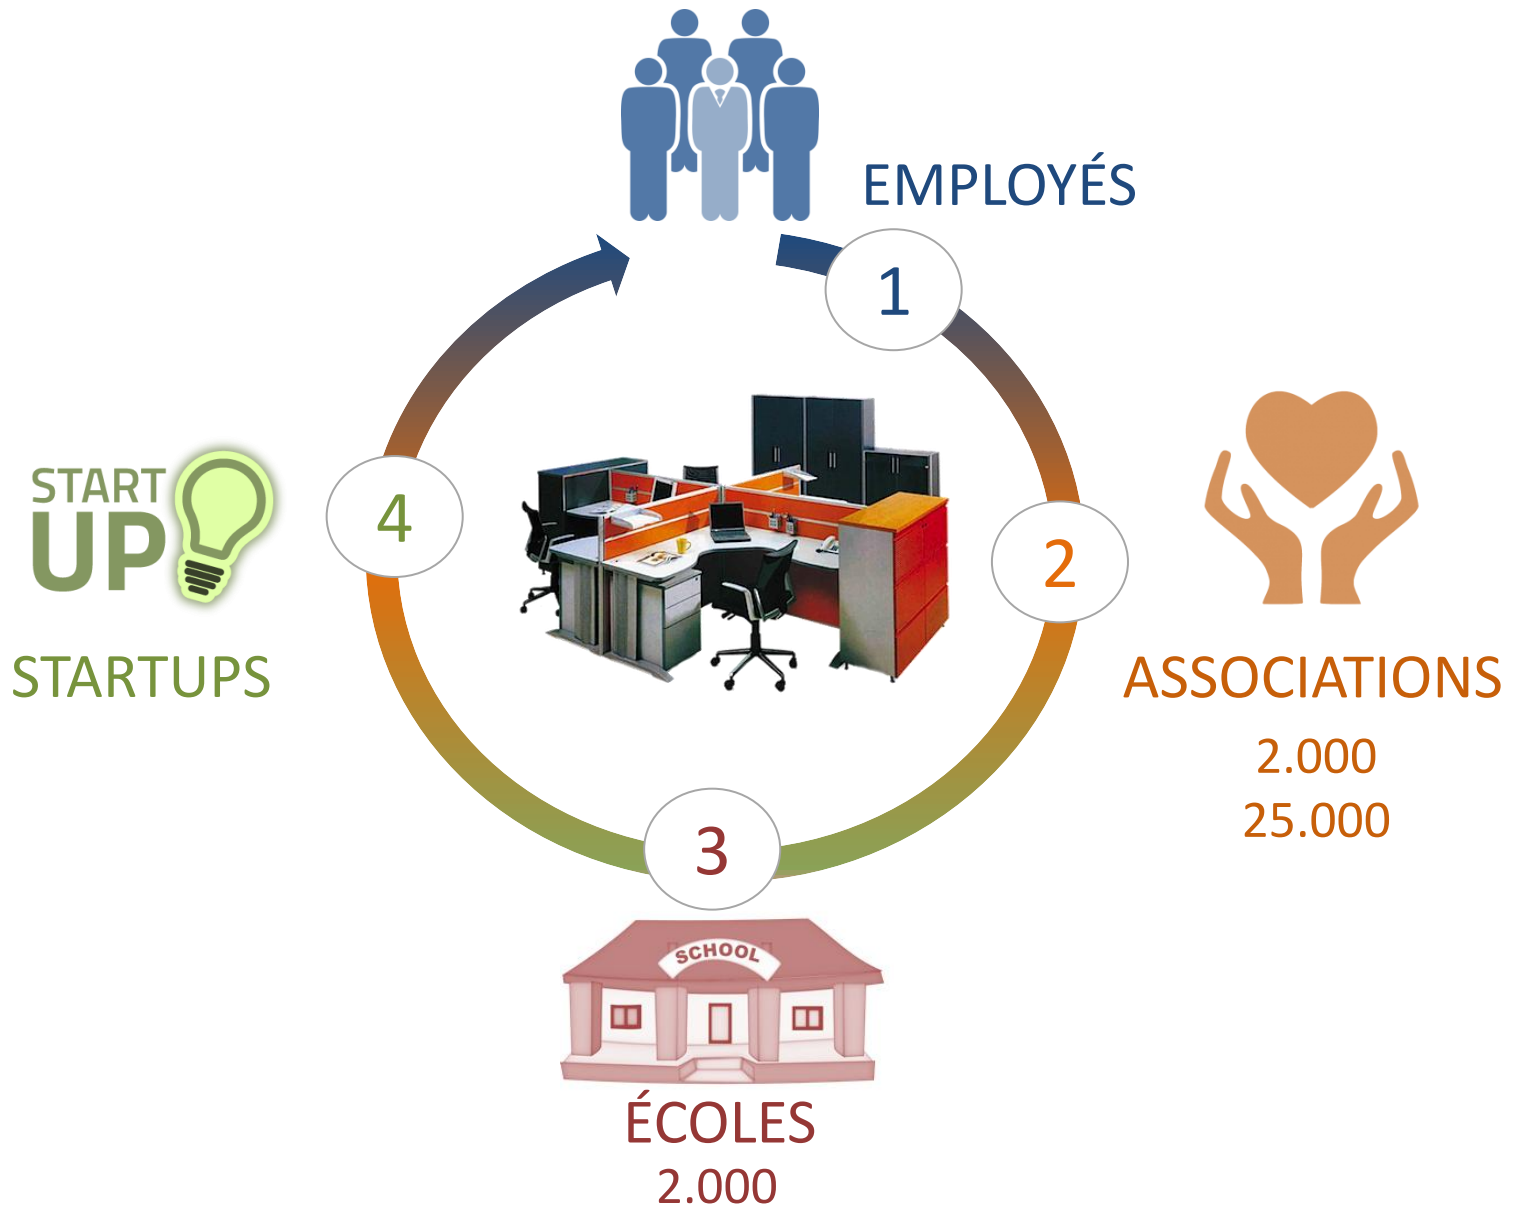 EMPLOYÉS
1
2
ASSOCIATIONS
2.000
25.000
3
SCHOOL
ÉCOLES
2.000
4
START
UP
STARTUPS